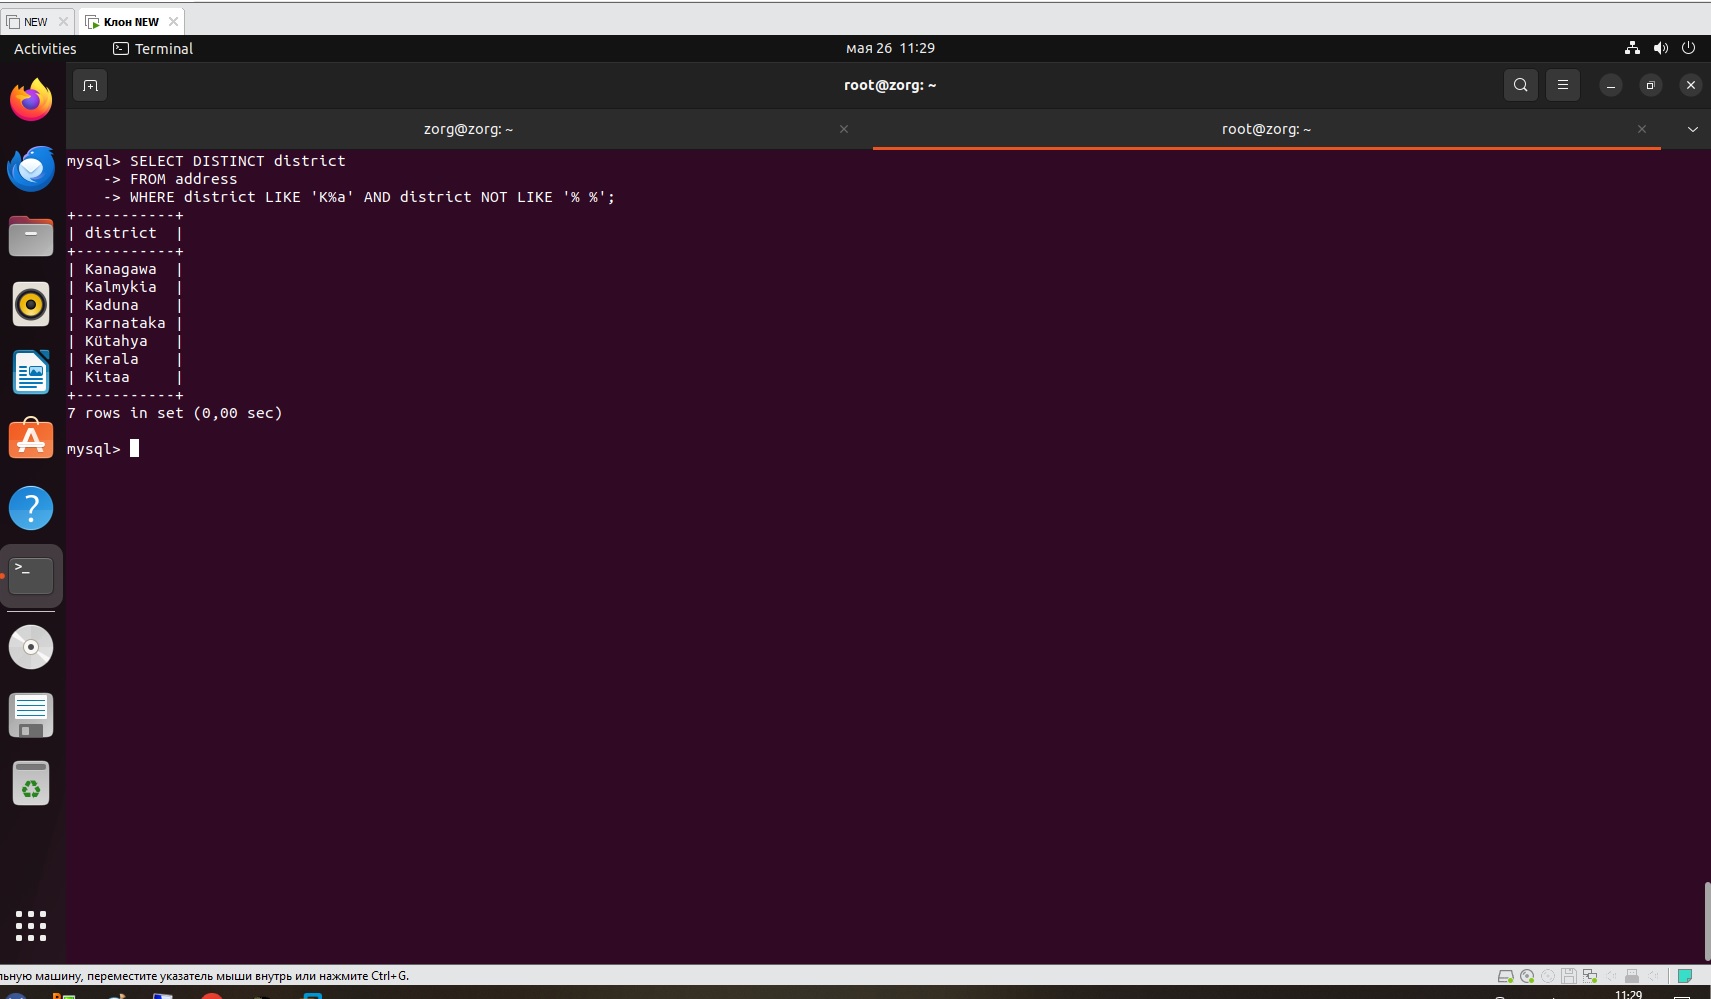 NEW
Клон NEW
Activities
Terminal
мая 26 11:29
root@zorg: ~
zorg@zorg: ~
root@zorg: ~
mysql> SELECT DISTINCT district
    -> FROM address
    -> WHERE district LIKE 'K%a' AND district NOT LIKE '% %';
+-----------+
| district  |
+-----------+
| Kanagawa  |
| Kalmykia  |
| Kaduna    |
| Karnataka |
| Kütahya   |
| Kerala    |
| Kitaa     |
+-----------+
7 rows in set (0,00 sec)
mysql>
льную машину, переместите указатель мыши внутрь или нажмите Ctrl+G.
11:29